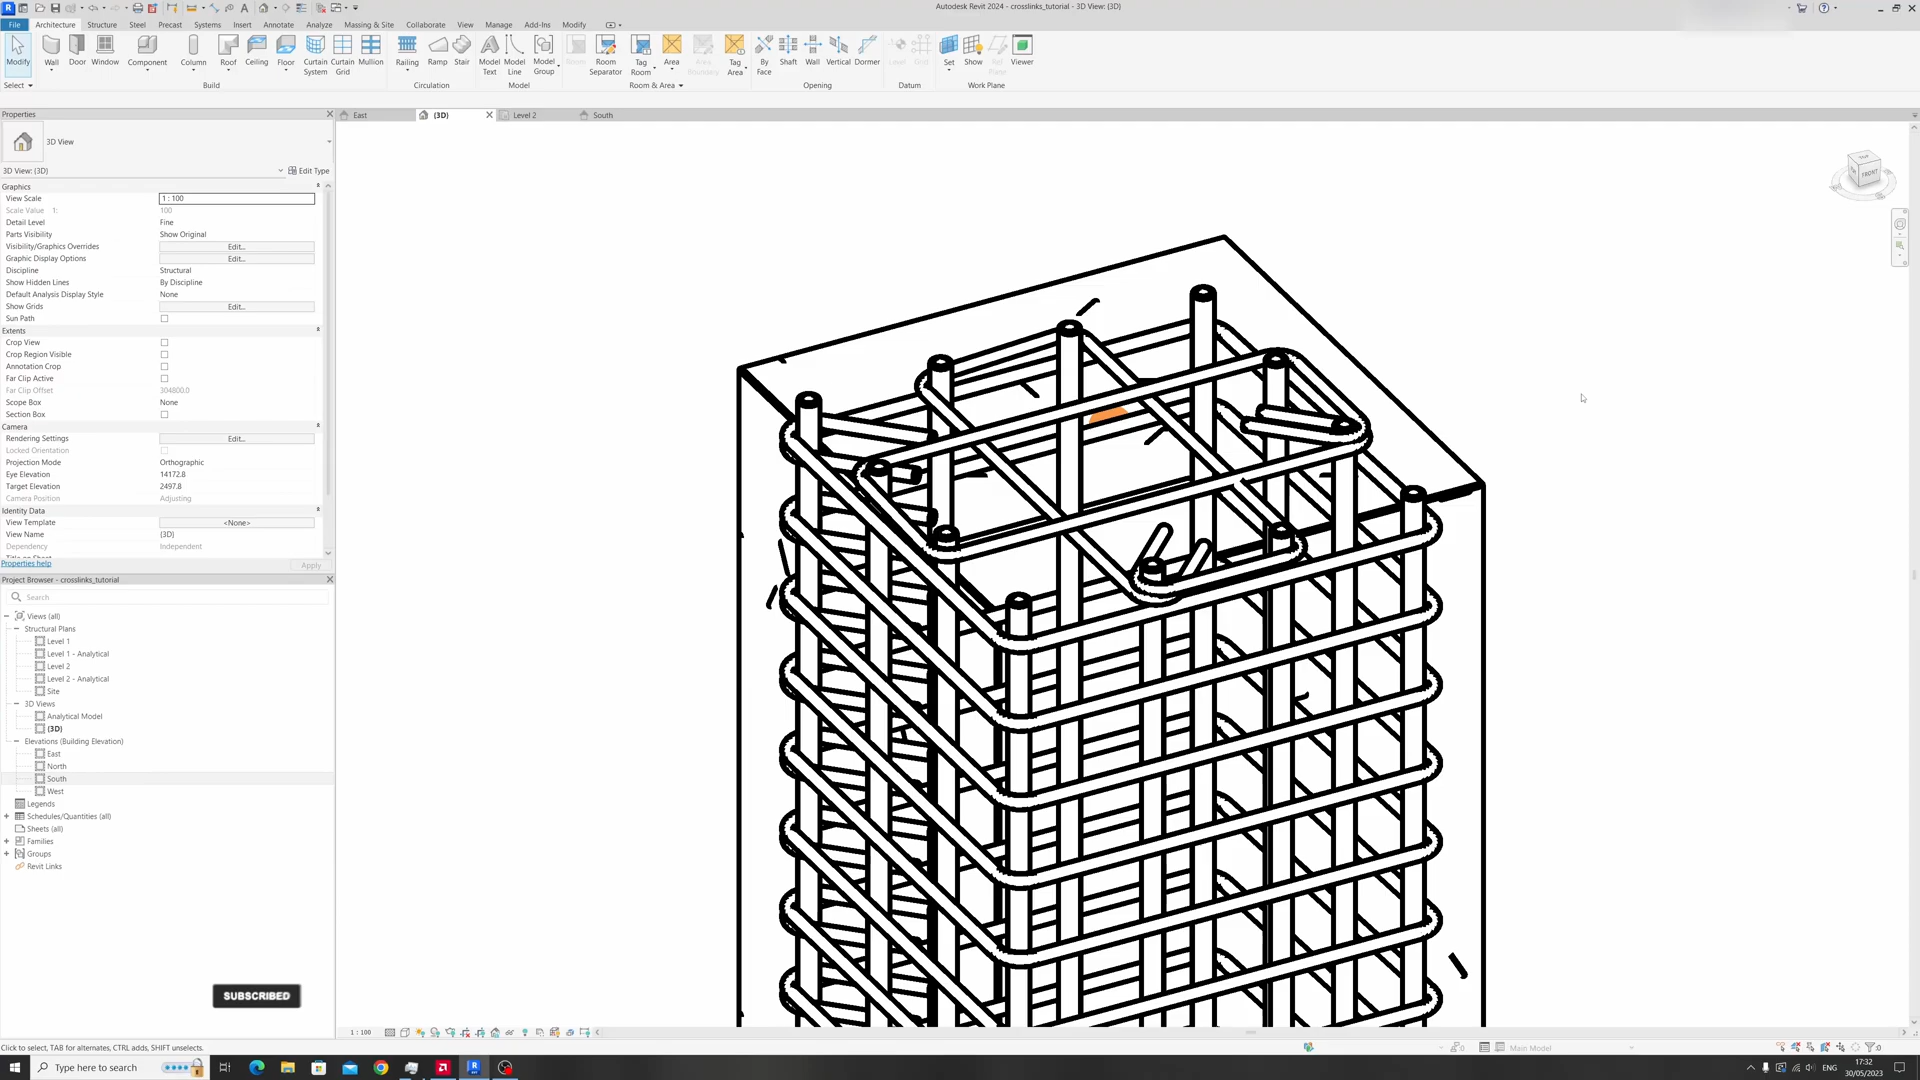 Autodesk Revit 2024 - crosslinks_tutorial - 3D View: {3D}
File Architecture Structure Steel Precast Systems Insert Annotate Analyze Massing & Site Collaborate View Manage Add-Ins Modify
Modify Wall Door Window Component Column Roof Ceiling Floor Curtain System Curtain Grid Mullion Railing Ramp Stair Model Text Model Line Model Group Room Room Separator Tag Room Area Area Boundary Tag Area By Face Shaft Wall Vertical Dormer Level Grid Set Show Ref Plane Viewer
Select Build Circulation Model Room & Area Opening Datum Work Plane
Properties
East {3D} Level 2 South
3D View
3D View: {3D} Edit Type
Graphics
View Scale 1 : 100
Scale Value 1: 100
Detail Level Fine
Parts Visibility Show Original
Visibility/Graphics Overrides Edit...
Graphic Display Options Edit...
Discipline Structural
Show Hidden Lines By Discipline
Default Analysis Display Style None
Show Grids Edit...
Sun Path
Extents
Crop View
Crop Region Visible
Annotation Crop
Far Clip Active
Far Clip Offset 304800.0
Scope Box None
Section Box
Camera
Rendering Settings Edit...
Locked Orientation
Projection Mode Orthographic
Eye Elevation 14172.8
Target Elevation 2497.8
Camera Position Adjusting
Identity Data
View Template <None>
View Name {3D}
Dependency Independent
Properties help Apply
Project Browser - crosslinks_tutorial
Search
Views (all)
Structural Plans
Level 1
Level 1 - Analytical
Level 2
Level 2 - Analytical
Site
3D Views
Analytical Model
{3D}
Elevations (Building Elevation)
East
North
South
West
Legends
Schedules/Quantities (all)
Sheets (all)
Families
Groups
Revit Links
SUBSCRIBED
FRONT
1 : 100
Click to select, TAB for alternates, CTRL adds, SHIFT unselects.
:0 Main Model :0
Type here to search
ENG
17:32
30/05/2023